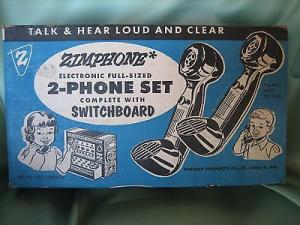 TALK & HEAR LOUD AND CLEAR
Z
ZIMPHONE*
ELECTRONIC FULL-SIZED
2-PHONE SET
COMPLETE WITH
SWITCHBOARD